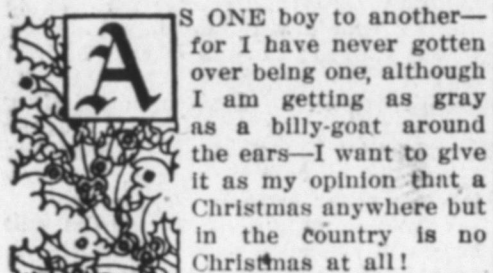 AS ONE boy to another—
for I have never gotten
over being one, although
I am getting as gray
as a billy-goat around
the ears—I want to give
it as my opinion that a
Christmas anywhere but
in the country is no
Christmas at all!